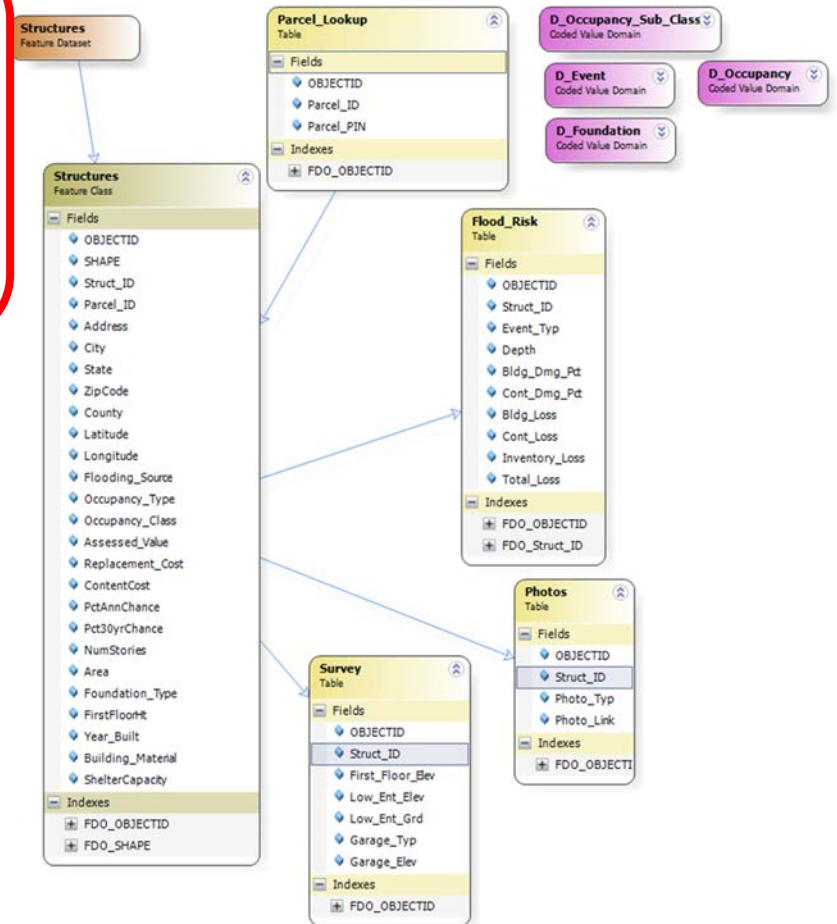 Structures
Feature Dataset
Parcel_Lookup
Table
Fields
OBJECTID
Parcel_ID
Parcel_PIN
Indexes
FDO_OBJECTID
D_Occupancy_Sub_Class
Coded Value Domain
D_Event
Coded Value Domain
D_Occupancy
Coded Value Domain
D_Foundation
Coded Value Domain
Structures
Feature Class
Fields
OBJECTID
SHAPE
Struct_ID
Parcel_ID
Address
City
State
ZipCode
County
Latitude
Longitude
Flooding_Source
Occupancy_Type
Occupancy_Class
Assessed_Value
Replacement_Cost
ContentCost
PctAnnChance
Pct30yrChance
NumStories
Area
Foundation_Type
FirstFloorHt
Year_Built
Building_Material
ShelterCapacity
Indexes
FDO_OBJECTID
FDO_SHAPE
Flood_Risk
Table
Fields
OBJECTID
Struct_ID
Event_Typ
Depth
Bldg_Dmg_Pct
Cont_Dmg_Pct
Bldg_Loss
Cont_Loss
Inventory_Loss
Total_Loss
Indexes
FDO_OBJECTID
FDO_Struct_ID
Photos
Table
Fields
OBJECTID
Struct_ID
Photo_Typ
Photo_Link
Indexes
FDO_OBJECTI
Survey
Table
Fields
OBJECTID
Struct_ID
First_Floor_Elev
Low_Ent_Elev
Low_Ent_Grd
Garage_Typ
Garage_Elev
Indexes
FDO_OBJECTID